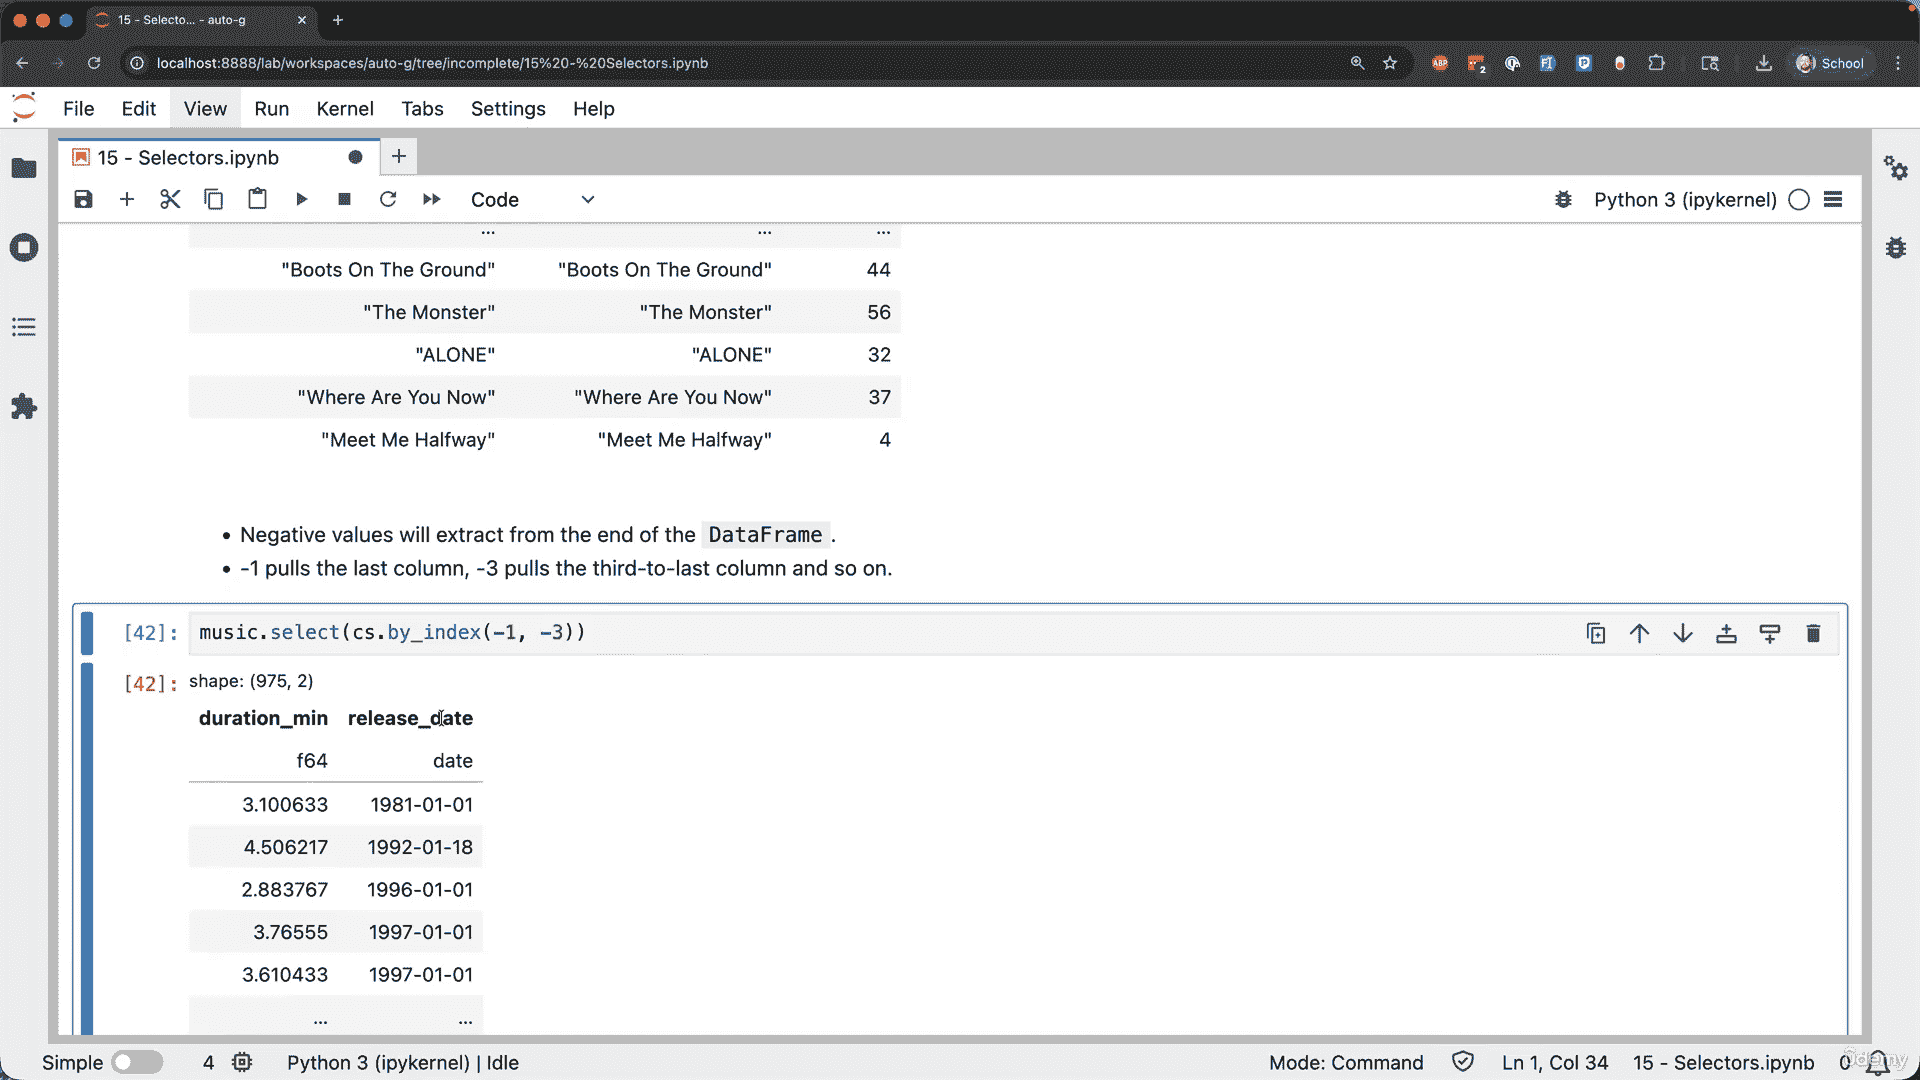 15 - Selecto... - auto-g
localhost:8888/lab/workspaces/auto-g/tree/incomplete/15%20-%20Selectors.ipynb
ABP
2
School
File Edit View Run Kernel Tabs Settings Help
15 - Selectors.ipynb
Code
Python 3 (ipykernel)
... ... ...
"Boots On The Ground" "Boots On The Ground" 44
"The Monster" "The Monster" 56
"ALONE" "ALONE" 32
"Where Are You Now" "Where Are You Now" 37
"Meet Me Halfway" "Meet Me Halfway" 4
• Negative values will extract from the end of the DataFrame.
• -1 pulls the last column, -3 pulls the third-to-last column and so on.
[42]: music.select(cs.by_index(-1, -3))
[42]: shape: (975, 2)
duration_min release_date
f64 date
3.100633 1981-01-01
4.506217 1992-01-18
2.883767 1996-01-01
3.76555 1997-01-01
3.610433 1997-01-01
... ...
Simple 4 Python 3 (ipykernel) | Idle Mode: Command Ln 1, Col 34 15 - Selectors.ipynb 0
udemy